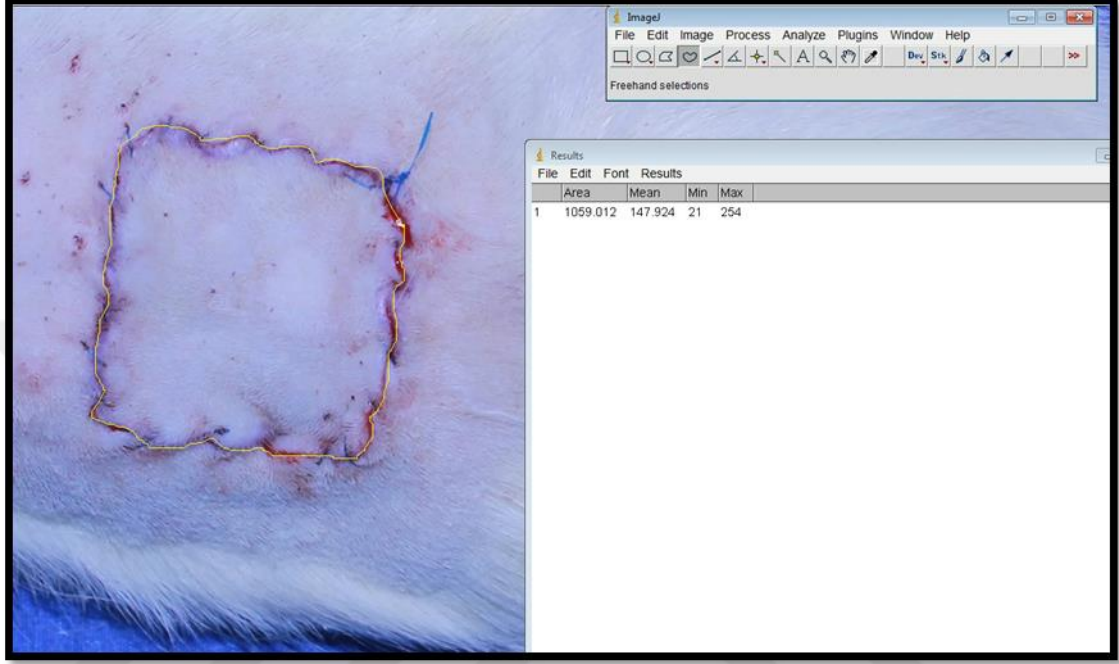 ImageJ
File Edit Image Process Analyze Plugins Window Help
A Dev Stk >>
Freehand selections
Results
File Edit Font Results
Area Mean Min Max
1 1059.012 147.924 21 254